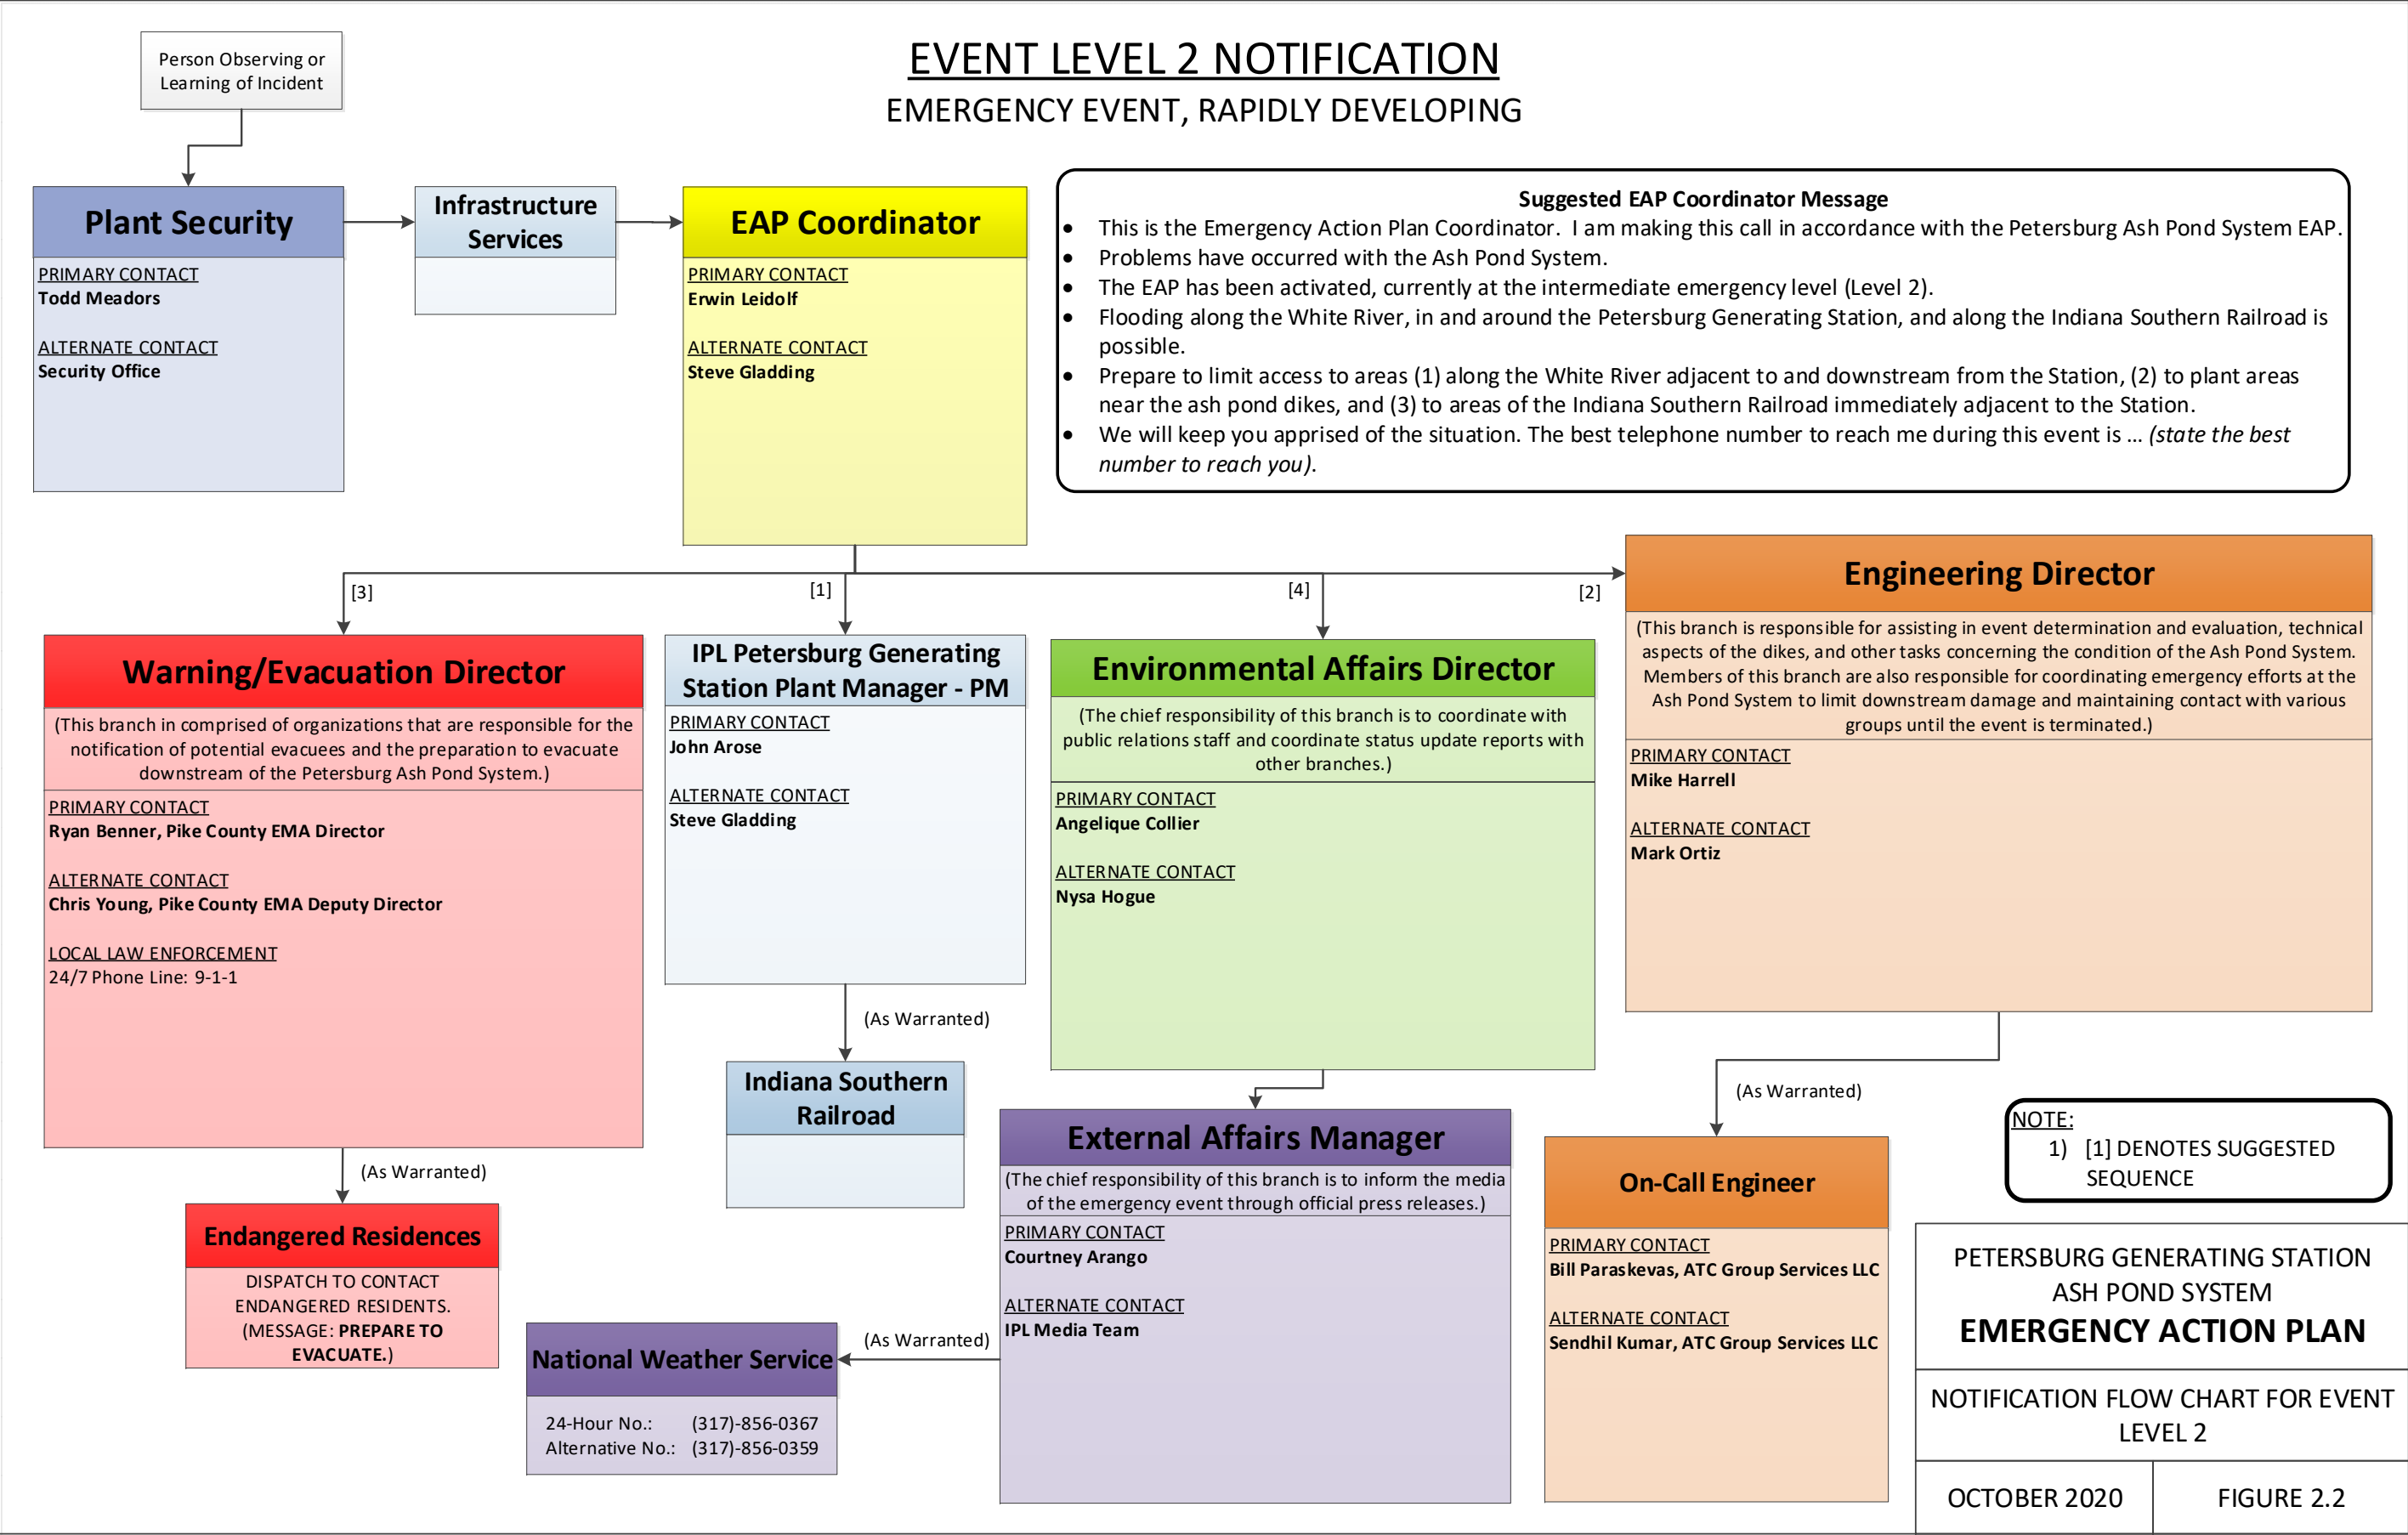 EVENT LEVEL 2 NOTIFICATION
EMERGENCY EVENT, RAPIDLY DEVELOPING
Person Observing or
Learning of Incident
Plant Security
PRIMARY CONTACT
Todd Meadors
ALTERNATE CONTACT
Security Office
Infrastructure
Services
EAP Coordinator
PRIMARY CONTACT
Erwin Leidolf
ALTERNATE CONTACT
Steve Gladding
Suggested EAP Coordinator Message
• This is the Emergency Action Plan Coordinator. I am making this call in accordance with the Petersburg Ash Pond System EAP.
• Problems have occurred with the Ash Pond System.
• The EAP has been activated, currently at the intermediate emergency level (Level 2).
• Flooding along the White River, in and around the Petersburg Generating Station, and along the Indiana Southern Railroad is
possible.
• Prepare to limit access to areas (1) along the White River adjacent to and downstream from the Station, (2) to plant areas
near the ash pond dikes, and (3) to areas of the Indiana Southern Railroad immediately adjacent to the Station.
• We will keep you apprised of the situation. The best telephone number to reach me during this event is ... (state the best
number to reach you).
[3]
[1]
[4]
[2]
Warning/Evacuation Director
(This branch in comprised of organizations that are responsible for the
notification of potential evacuees and the preparation to evacuate
downstream of the Petersburg Ash Pond System.)
PRIMARY CONTACT
Ryan Benner, Pike County EMA Director
ALTERNATE CONTACT
Chris Young, Pike County EMA Deputy Director
LOCAL LAW ENFORCEMENT
24/7 Phone Line: 9-1-1
(As Warranted)
Endangered Residences
DISPATCH TO CONTACT
ENDANGERED RESIDENTS.
(MESSAGE: PREPARE TO
EVACUATE.)
IPL Petersburg Generating
Station Plant Manager - PM
PRIMARY CONTACT
John Arose
ALTERNATE CONTACT
Steve Gladding
(As Warranted)
Indiana Southern
Railroad
Environmental Affairs Director
(The chief responsibility of this branch is to coordinate with
public relations staff and coordinate status update reports with
other branches.)
PRIMARY CONTACT
Angelique Collier
ALTERNATE CONTACT
Nysa Hogue
External Affairs Manager
(The chief responsibility of this branch is to inform the media
of the emergency event through official press releases.)
PRIMARY CONTACT
Courtney Arango
ALTERNATE CONTACT
IPL Media Team
(As Warranted)
National Weather Service
24-Hour No.: (317)-856-0367
Alternative No.: (317)-856-0359
Engineering Director
(This branch is responsible for assisting in event determination and evaluation, technical
aspects of the dikes, and other tasks concerning the condition of the Ash Pond System.
Members of this branch are also responsible for coordinating emergency efforts at the
Ash Pond System to limit downstream damage and maintaining contact with various
groups until the event is terminated.)
PRIMARY CONTACT
Mike Harrell
ALTERNATE CONTACT
Mark Ortiz
(As Warranted)
On-Call Engineer
PRIMARY CONTACT
Bill Paraskevas, ATC Group Services LLC
ALTERNATE CONTACT
Sendhil Kumar, ATC Group Services LLC
NOTE:
1) [1] DENOTES SUGGESTED
SEQUENCE
PETERSBURG GENERATING STATION
ASH POND SYSTEM
EMERGENCY ACTION PLAN
NOTIFICATION FLOW CHART FOR EVENT
LEVEL 2
OCTOBER 2020
FIGURE 2.2